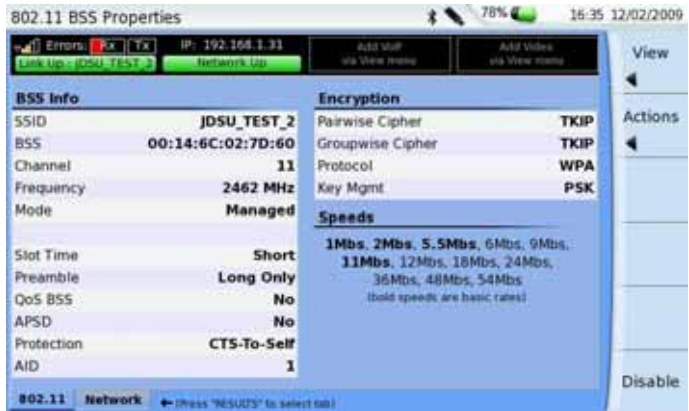 802.11 BSS Properties 78% 16:35 12/02/2009
Errors: Rx Tx IP: 192.168.1.31 Add VoIP Add Video View
Link Up : JDSU_TEST_2 Network Up via View menu via View menu
BSS Info Encryption
SSID JDSU_TEST_2 Pairwise Cipher TKIP Actions
BSS 00:14:6C:02:7D:60 Groupwise Cipher TKIP
Channel 11 Protocol WPA
Frequency 2462 MHz Key Mgmt PSK
Mode Managed Speeds
1Mbs, 2Mbs, 5.5Mbs, 6Mbs, 9Mbs,
Slot Time Short 11Mbs, 12Mbs, 18Mbs, 24Mbs,
Preamble Long Only 36Mbs, 48Mbs, 54Mbs
QoS BSS No (bold speeds are basic rates)
APSD No
Protection CTS-To-Self
AID 1
Disable
802.11 Network (Press "RESULTS" to select tab)